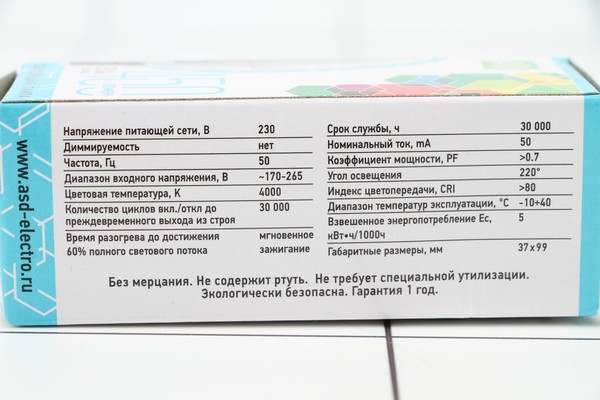 www.asd-electro.ru
Напряжение питающей сети, В 230
Диммируемость нет
Частота, Гц 50
Диапазон входного напряжения, В ~170-265
Цветовая температура, К 4000
Количество циклов вкл./откл до 30 000
преждевременного выхода из строя
Время разогрева до достижения мгновенное
60% полного светового потока зажигание
Срок службы, ч 30 000
Номинальный ток, mA 50
Коэффициент мощности, PF >0.7
Угол освещения 220°
Индекс цветопередачи, CRI >80
Диапазон температур эксплуатации, °С -10÷40
Взвешенное энергопотребление Ес, 5
кВт•ч/1000ч
Габаритные размеры, мм 37x99
Без мерцания. Не содержит ртуть. Не требует специальной утилизации.
Экологически безопасна. Гарантия 1 год.